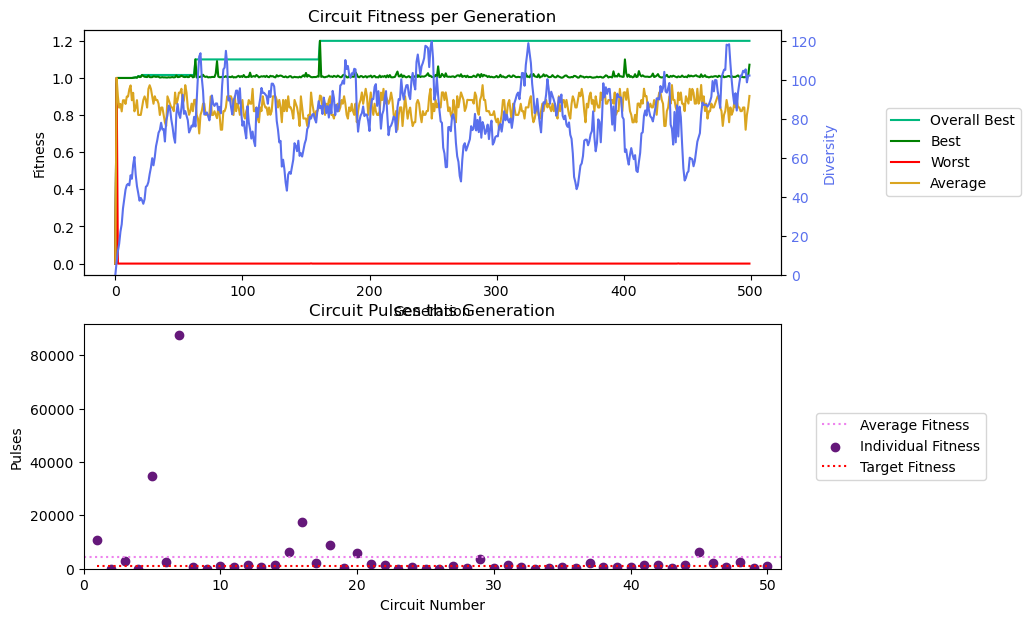 Circuit Fitness per Generation
1.2
1.0
0.8
0.6
0.4
0.2
0.0
Fitness
120
100
80
60
40
20
0
Diversity
0
100
200
300
400
500
Generation
Overall Best
Best
Worst
Average
Circuit Pulses this Generation
80000
60000
40000
20000
0
Pulses
0
10
20
30
40
50
Circuit Number
Average Fitness
Individual Fitness
Target Fitness